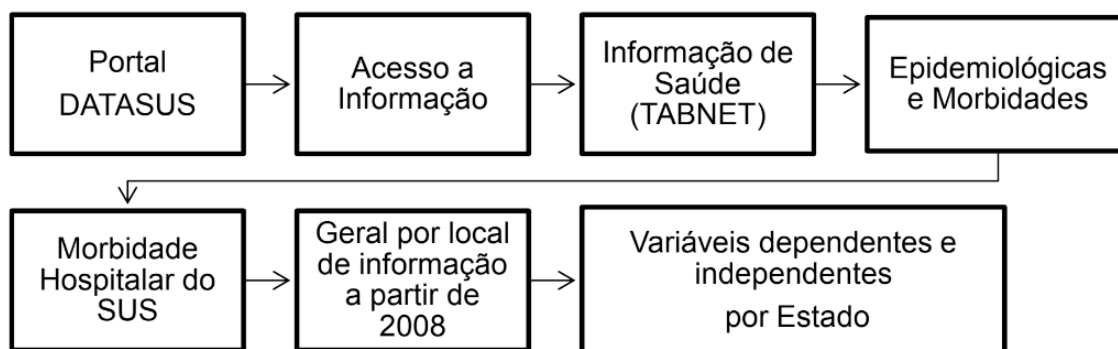 Portal
DATASUS
Acesso a
Informação
Informação de
Saúde
(TABNET)
Epidemiológicas
e Morbidades
Morbidade
Hospitalar do
SUS
Geral por local
de informação
a partir de
2008
Variáveis dependentes e
independentes
por Estado